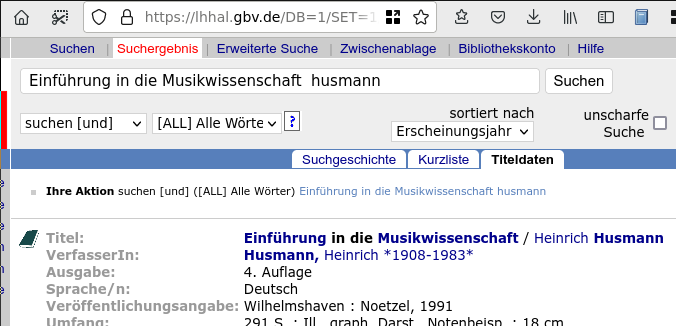 https://lhhal.gbv.de/DB=1/SET=1
Suchen | Suchergebnis | Erweiterte Suche | Zwischenablage | Bibliothekskonto | Hilfe
Einführung in die Musikwissenschaft husmann Suchen
suchen [und] [ALL] Alle Wörte ? sortiert nach Erscheinungsjahr unscharfe Suche
Suchgeschichte Kurzliste Titeldaten
Ihre Aktion suchen [und] ([ALL] Alle Wörter) Einführung in die Musikwissenschaft husmann
Titel: Einführung in die Musikwissenschaft / Heinrich Husmann
VerfasserIn: Husmann, Heinrich *1908-1983*
Ausgabe: 4. Auflage
Sprache/n: Deutsch
Veröffentlichungsangabe: Wilhelmshaven : Noetzel, 1991
Umfang: 291 S. : Ill., graph. Darst., Notenbeisp. ; 18 cm